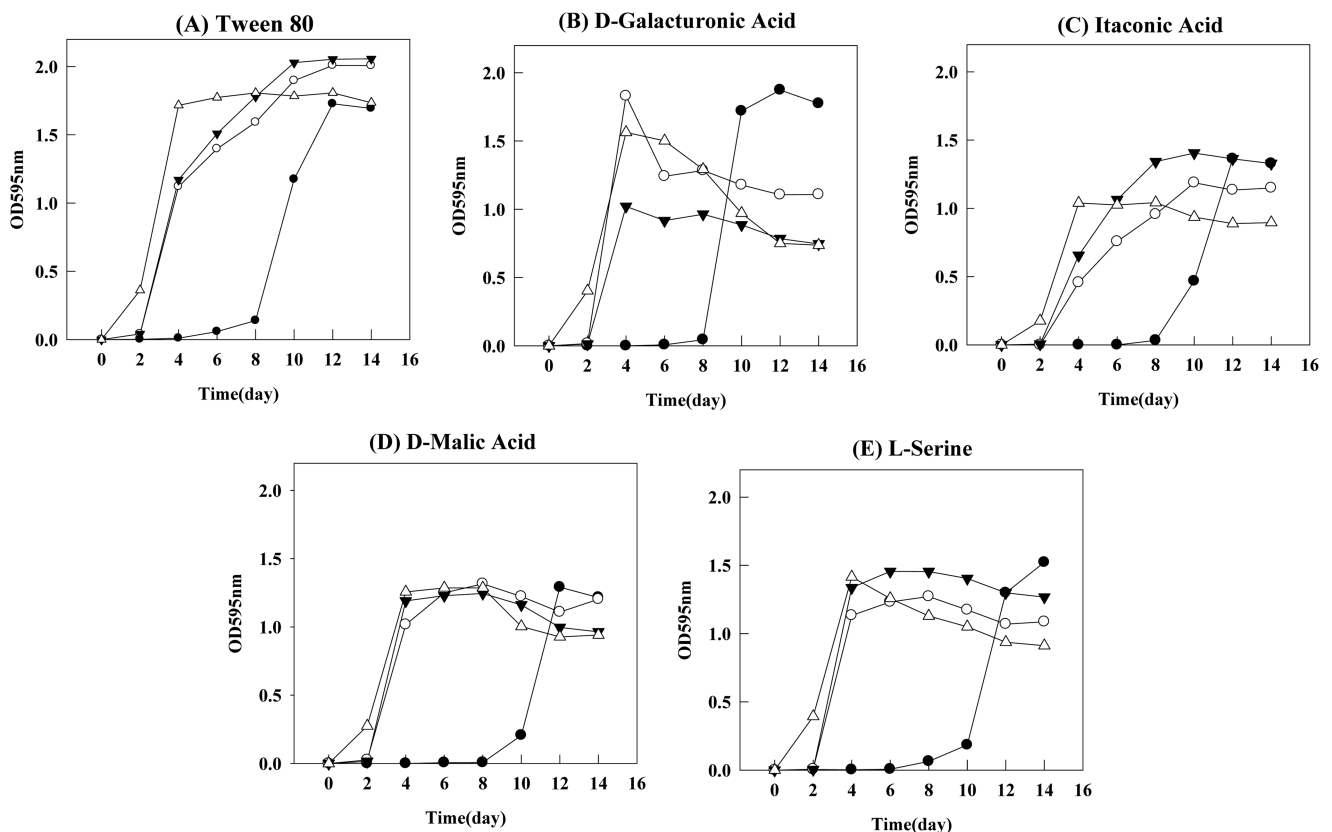 (A) Tween 80
OD595nm
2.0
1.5
1.0
0.5
0.0
0 2 4 6 8 10 12 14 16
Time(day)
(B) D-Galacturonic Acid
OD595nm
2.0
1.5
1.0
0.5
0.0
0 2 4 6 8 10 12 14 16
Time(day)
(C) Itaconic Acid
OD595nm
2.0
1.5
1.0
0.5
0.0
0 2 4 6 8 10 12 14 16
Time(day)
(D) D-Malic Acid
OD595nm
2.0
1.5
1.0
0.5
0.0
0 2 4 6 8 10 12 14 16
Time(day)
(E) L-Serine
OD595nm
2.0
1.5
1.0
0.5
0.0
0 2 4 6 8 10 12 14 16
Time(day)